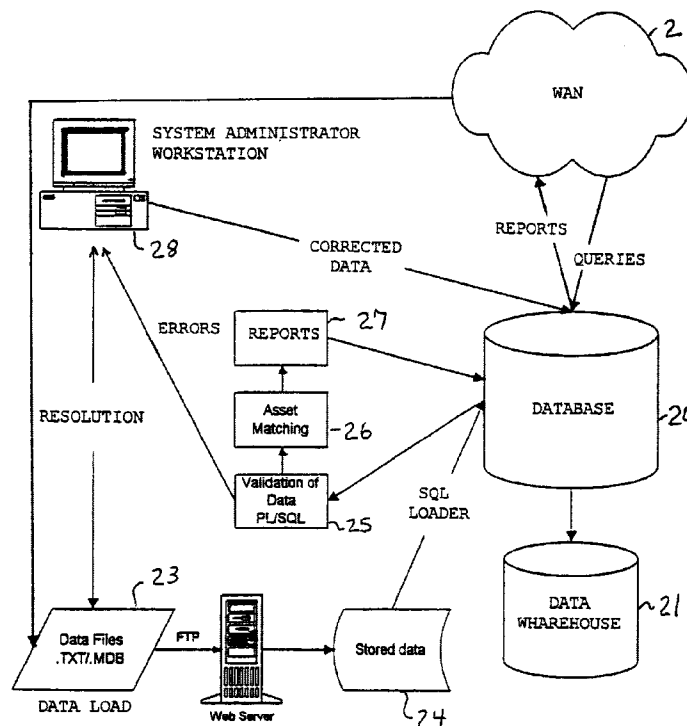 2
WAN
SYSTEM ADMINISTRATOR
WORKSTATION
28
CORRECTED
DATA
REPORTS
QUERIES
27
ERRORS
REPORTS
DATABASE
20
RESOLUTION
Asset
Matching
26
Validation of
Data
PL/SQL
25
SQL
LOADER
23
Data Files
.TXT/.MDB
FTP
DATA LOAD
Web Server
Stored data
24
DATA
WHAREHOUSE
21